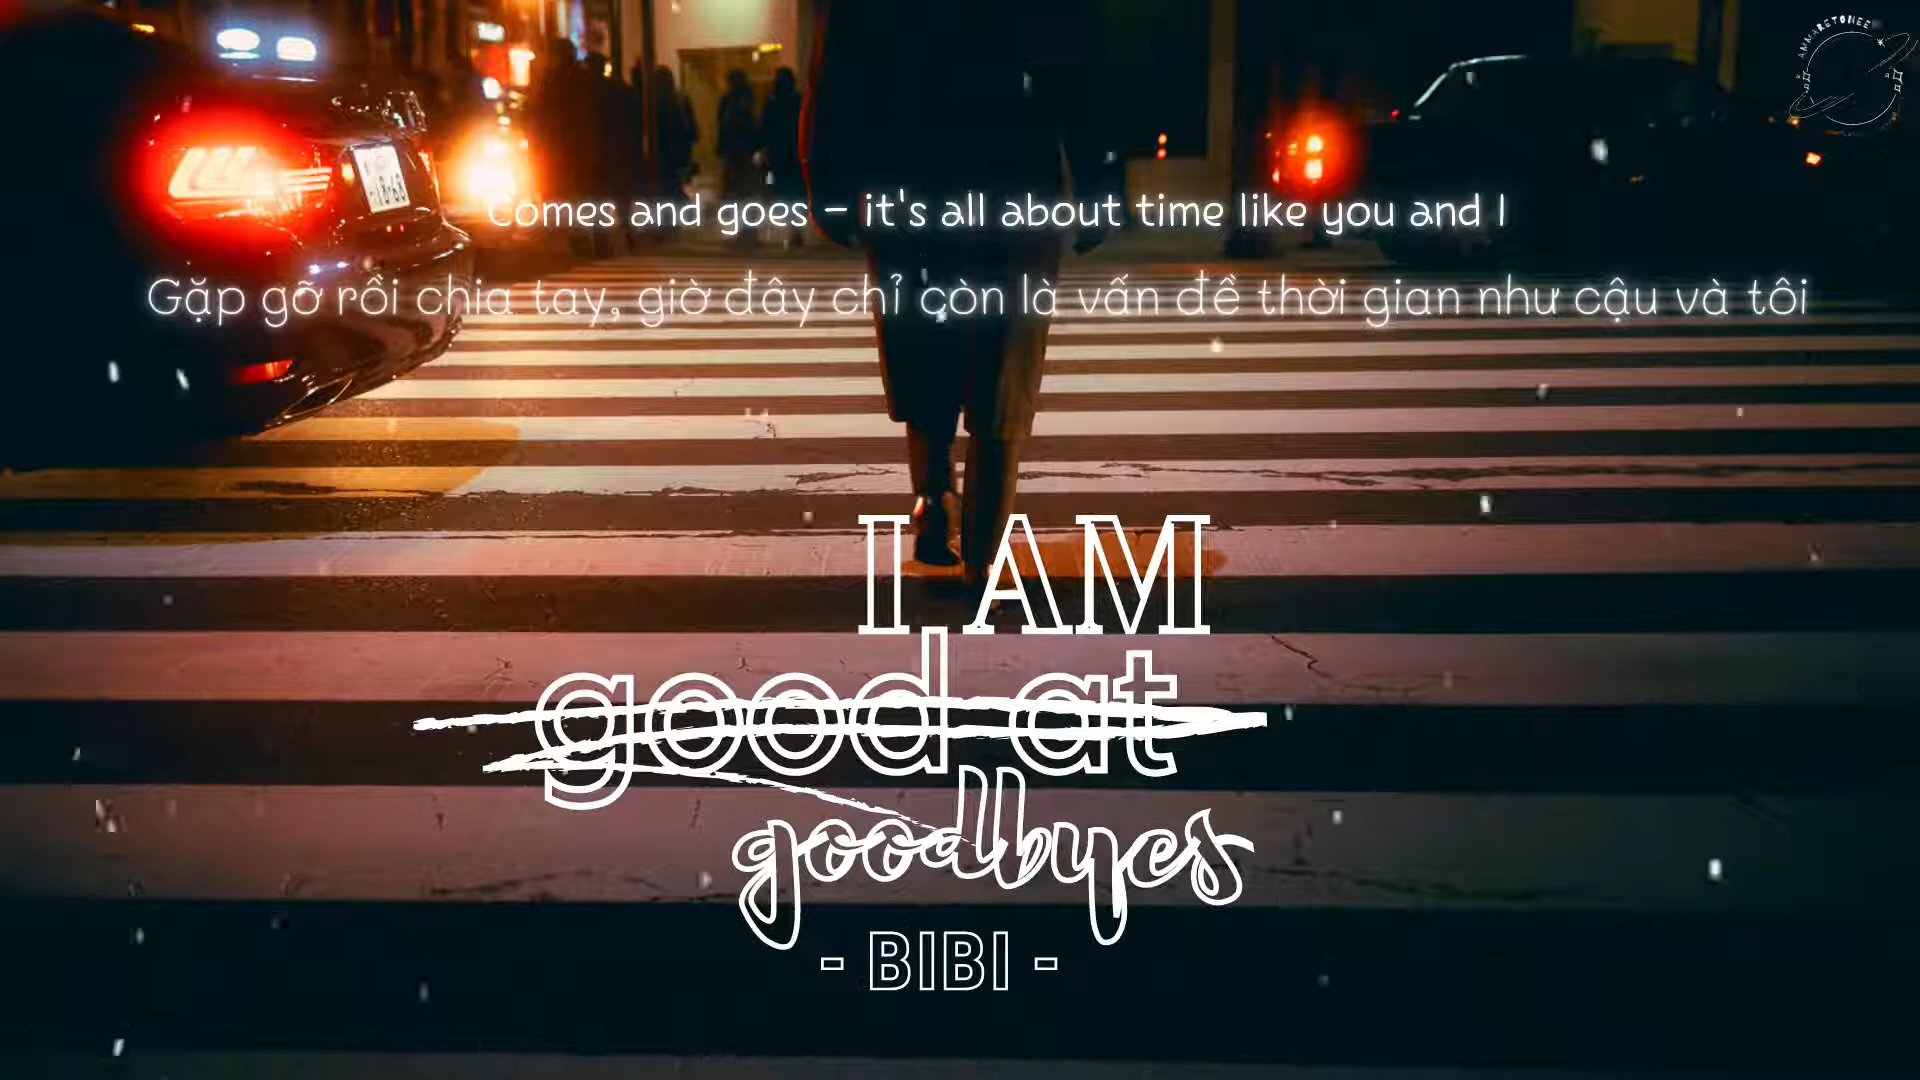 AMMARETONEE
Comes and goes - it's all about time like you and I
Gặp gỡ rồi chia tay, giờ đây chỉ còn là vấn đề thời gian như cậu và tôi
I AM
good at
goodbyes
- BIBI -